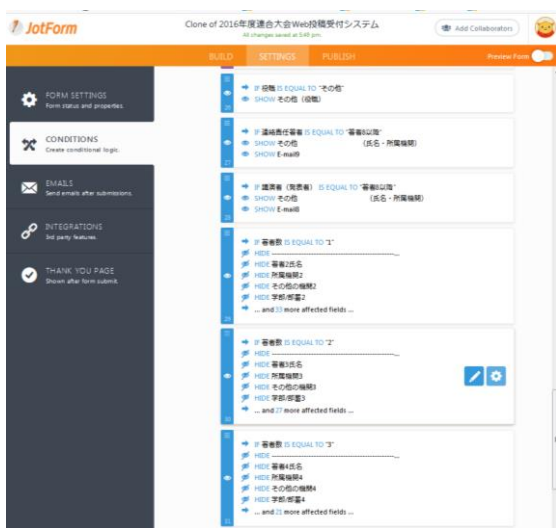 JotForm
Clone of 2016年度連合大会Web投稿受付システム
All changes saved at 5:49 pm.
Add Collaborators
BUILD
SETTINGS
PUBLISH
Preview Form
FORM SETTINGS
Form status and properties.
CONDITIONS
Create conditional logic.
EMAILS
Send emails after submissions.
INTEGRATIONS
3rd party features.
THANK YOU PAGE
Shown after form submit.
IF 役職 IS EQUAL TO "その他"
SHOW その他（役職）
26
IF 連絡責任著者 IS EQUAL TO "著者8以降"
SHOW その他 （氏名・所属機関）
SHOW E-mail9
27
IF 講演者（発表者） IS EQUAL TO "著者8以降"
SHOW その他 （氏名・所属機関）
SHOW E-mail8
28
IF 著者数 IS EQUAL TO "1"
HIDE ----------------------------------------...
HIDE 著者2氏名
HIDE 所属機関2
HIDE その他の機関2
HIDE 学部/部署2
... and 33 more affected fields ...
29
IF 著者数 IS EQUAL TO "2"
HIDE ----------------------------------------...
HIDE 著者3氏名
HIDE 所属機関3
HIDE その他の機関3
HIDE 学部/部署3
... and 27 more affected fields ...
30
IF 著者数 IS EQUAL TO "3"
HIDE ----------------------------------------...
HIDE 著者4氏名
HIDE 所属機関4
HIDE その他の機関4
HIDE 学部/部署4
... and 21 more affected fields ...
31